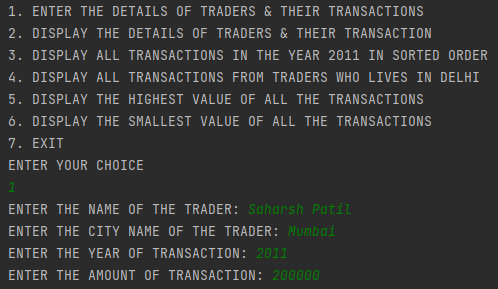 1. ENTER THE DETAILS OF TRADERS & THEIR TRANSACTIONS
2. DISPLAY THE DETAILS OF TRADERS & THEIR TRANSACTION
3. DISPLAY ALL TRANSACTIONS IN THE YEAR 2011 IN SORTED ORDER
4. DISPLAY ALL TRANSACTIONS FROM TRADERS WHO LIVES IN DELHI
5. DISPLAY THE HIGHEST VALUE OF ALL THE TRANSACTIONS
6. DISPLAY THE SMALLEST VALUE OF ALL THE TRANSACTIONS
7. EXIT
ENTER YOUR CHOICE
1
ENTER THE NAME OF THE TRADER: Saharsh Patil
ENTER THE CITY NAME OF THE TRADER: Mumbai
ENTER THE YEAR OF TRANSACTION: 2011
ENTER THE AMOUNT OF TRANSACTION: 200000